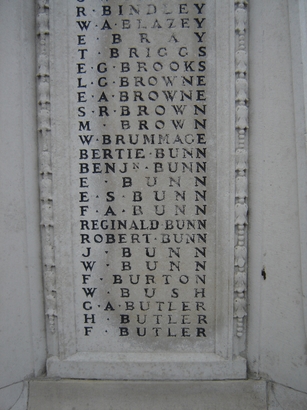 R·BINDLEY
W·A·BLAZEY
E·BRAY
T·BRIGGS
E·G·BROOKS
L·G·BROWNE
E·A·BROWNE
S·R·BROWN
M·BROWN
W·BRUMMAGE
BERTIE·BUNN
BENJN·BUNN
E·BUNN
E·S·BUNN
F·A·BUNN
REGINALD·BUNN
ROBERT·BUNN
J·BUNN
W·BUNN
F·BURTON
W·BUSH
G·A·BUTLER
H·BUTLER
F·BUTLER